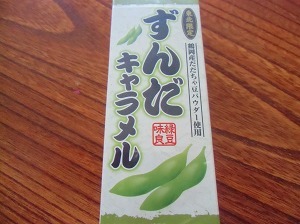 東北限定
ずんだ
キャラメル
鶴岡産だだちゃ豆パウダー使用
緑豆
味良